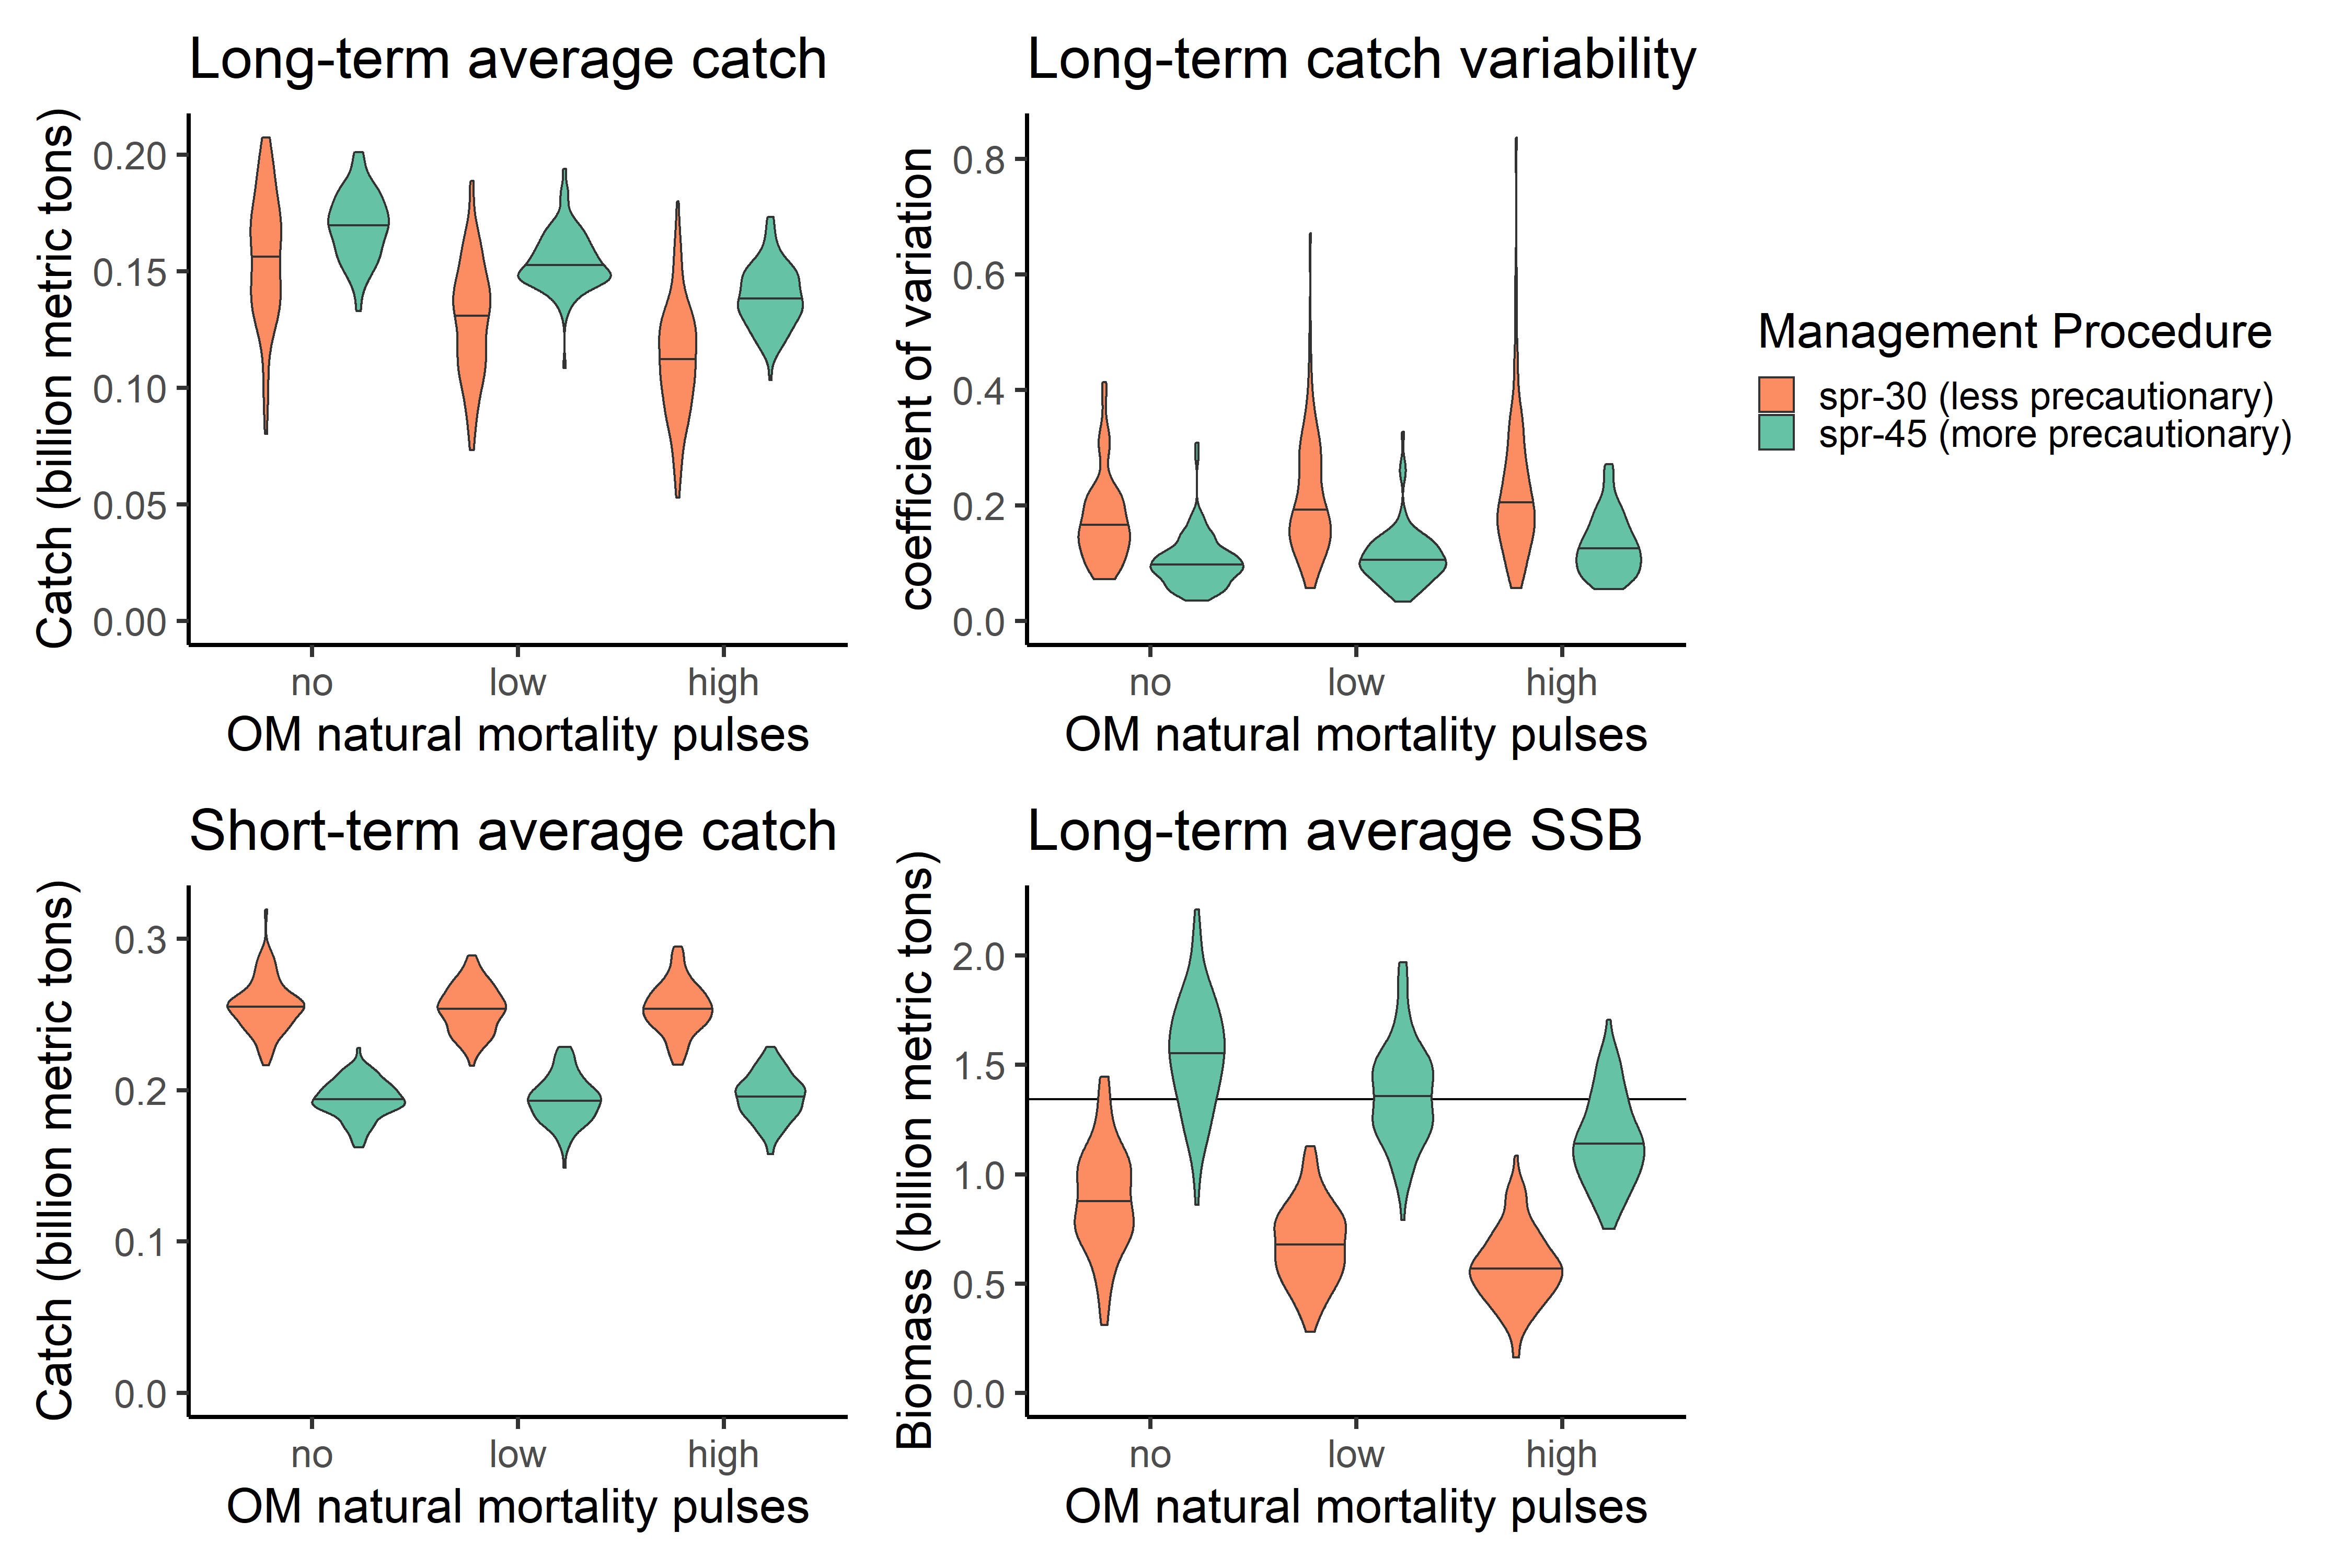 Long-term average catch
Catch (billion metric tons)
0.20
0.15
0.10
0.05
0.00
no low high
OM natural mortality pulses
Long-term catch variability
coefficient of variation
0.8
0.6
0.4
0.2
0.0
no low high
OM natural mortality pulses
Management Procedure
spr-30 (less precautionary)
spr-45 (more precautionary)
Short-term average catch
Catch (billion metric tons)
0.3
0.2
0.1
0.0
no low high
OM natural mortality pulses
Long-term average SSB
Biomass (billion metric tons)
2.0
1.5
1.0
0.5
0.0
no low high
OM natural mortality pulses